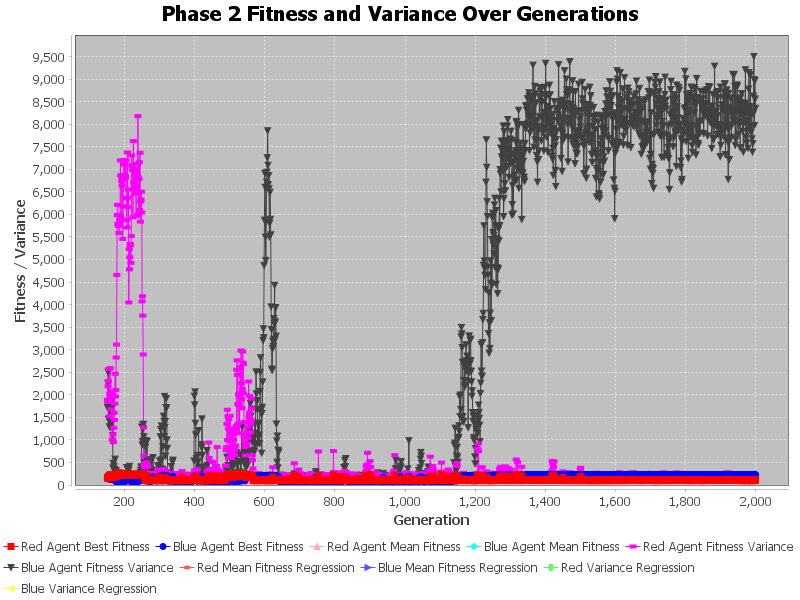 Phase 2 Fitness and Variance Over Generations
Fitness / Variance
9,500
9,000
8,500
8,000
7,500
7,000
6,500
6,000
5,500
5,000
4,500
4,000
3,500
3,000
2,500
2,000
1,500
1,000
500
0
200 400 600 800 1,000 1,200 1,400 1,600 1,800 2,000
Generation
Red Agent Best Fitness Blue Agent Best Fitness Red Agent Mean Fitness Blue Agent Mean Fitness Red Agent Fitness Variance
Blue Agent Fitness Variance Red Mean Fitness Regression Blue Mean Fitness Regression Red Variance Regression
Blue Variance Regression